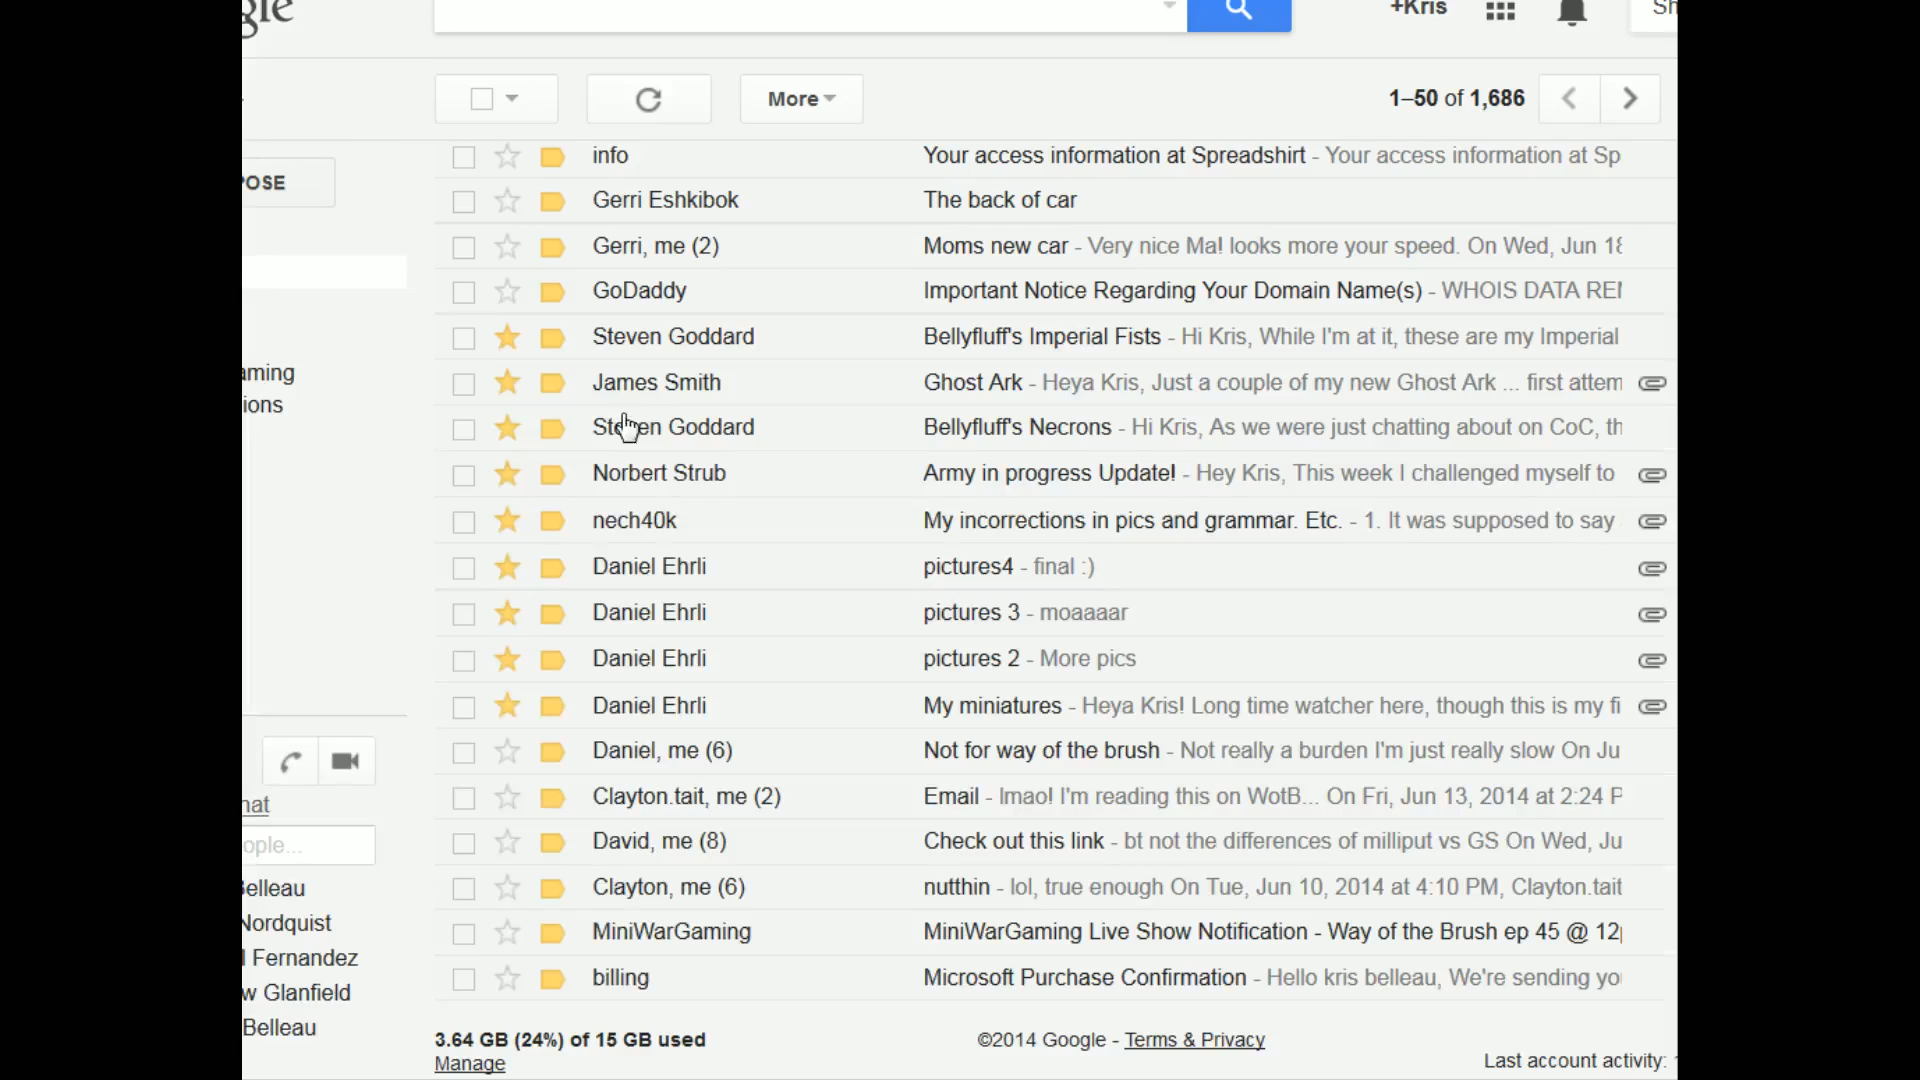 gle
+Kris
Sh
More
1–50 of 1,686
POSE
info Your access information at Spreadshirt - Your access information at Sp
Gerri Eshkibok The back of car
Gerri, me (2) Moms new car - Very nice Ma! looks more your speed. On Wed, Jun 18
GoDaddy Important Notice Regarding Your Domain Name(s) - WHOIS DATA REM
Steven Goddard Bellyfluff's Imperial Fists - Hi Kris, While I'm at it, these are my Imperial
aming
James Smith Ghost Ark - Heya Kris, Just a couple of my new Ghost Ark ... first attem
ions
Steven Goddard Bellyfluff's Necrons - Hi Kris, As we were just chatting about on CoC, th
Norbert Strub Army in progress Update! - Hey Kris, This week I challenged myself to
nech40k My incorrections in pics and grammar. Etc. - 1. It was supposed to say
Daniel Ehrli pictures4 - final :)
Daniel Ehrli pictures 3 - moaaaar
Daniel Ehrli pictures 2 - More pics
Daniel Ehrli My miniatures - Heya Kris! Long time watcher here, though this is my fi
Daniel, me (6) Not for way of the brush - Not really a burden I'm just really slow On Ju
Clayton.tait, me (2) Email - lmao! I'm reading this on WotB... On Fri, Jun 13, 2014 at 2:24 P
hat
David, me (8) Check out this link - bt not the differences of milliput vs GS On Wed, Ju
ople...
Clayton, me (6) nutthin - lol, true enough On Tue, Jun 10, 2014 at 4:10 PM, Clayton.tait
Belleau
Nordquist
MiniWarGaming MiniWarGaming Live Show Notification - Way of the Brush ep 45 @ 12p
l Fernandez
billing Microsoft Purchase Confirmation - Hello kris belleau, We're sending yo
w Glanfield
Belleau
3.64 GB (24%) of 15 GB used
Manage
©2014 Google - Terms & Privacy
Last account activity: